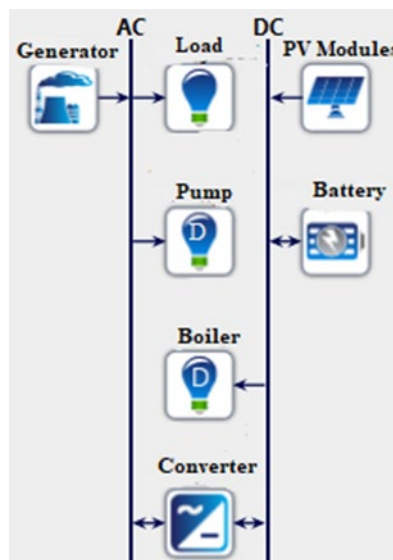 AC
DC
Generator
Load
PV Modules
Pump
D
Battery
Boiler
D
Converter